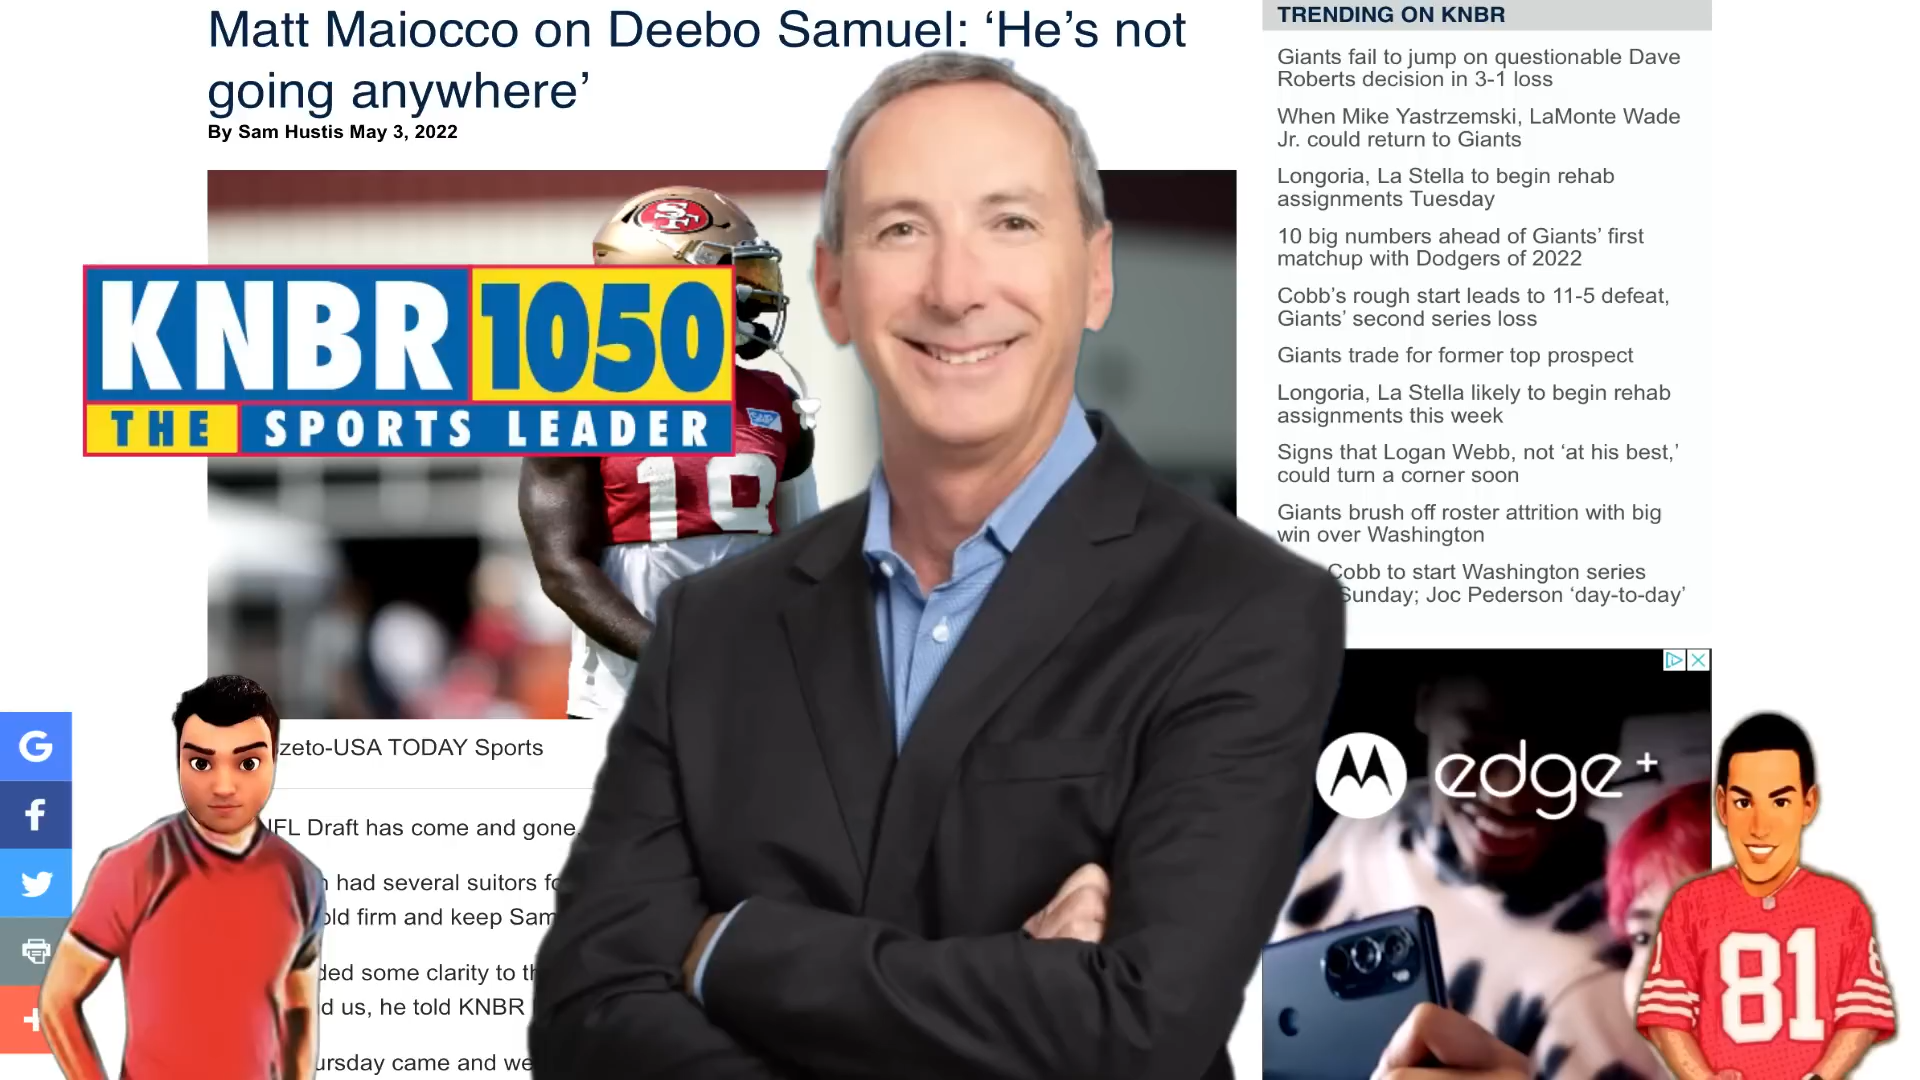 Matt Maiocco on Deebo Samuel: ‘He’s not
going anywhere’
By Sam Hustis May 3, 2022
SF
KNBR 1050
THE SPORTS LEADER
SAP
19
zeto-USA TODAY Sports
FL Draft has come and gone.
had several suitors fo
old firm and keep Sam
ded some clarity to th
d us, he told KNBR
ursday came and we
TRENDING ON KNBR
Giants fail to jump on questionable Dave
Roberts decision in 3-1 loss
When Mike Yastrzemski, LaMonte Wade
Jr. could return to Giants
Longoria, La Stella to begin rehab
assignments Tuesday
10 big numbers ahead of Giants’ first
matchup with Dodgers of 2022
Cobb’s rough start leads to 11-5 defeat,
Giants’ second series loss
Giants trade for former top prospect
Longoria, La Stella likely to begin rehab
assignments this week
Signs that Logan Webb, not ‘at his best,’
could turn a corner soon
Giants brush off roster attrition with big
win over Washington
Cobb to start Washington series
Sunday; Joc Pederson ‘day-to-day’
edge+
81